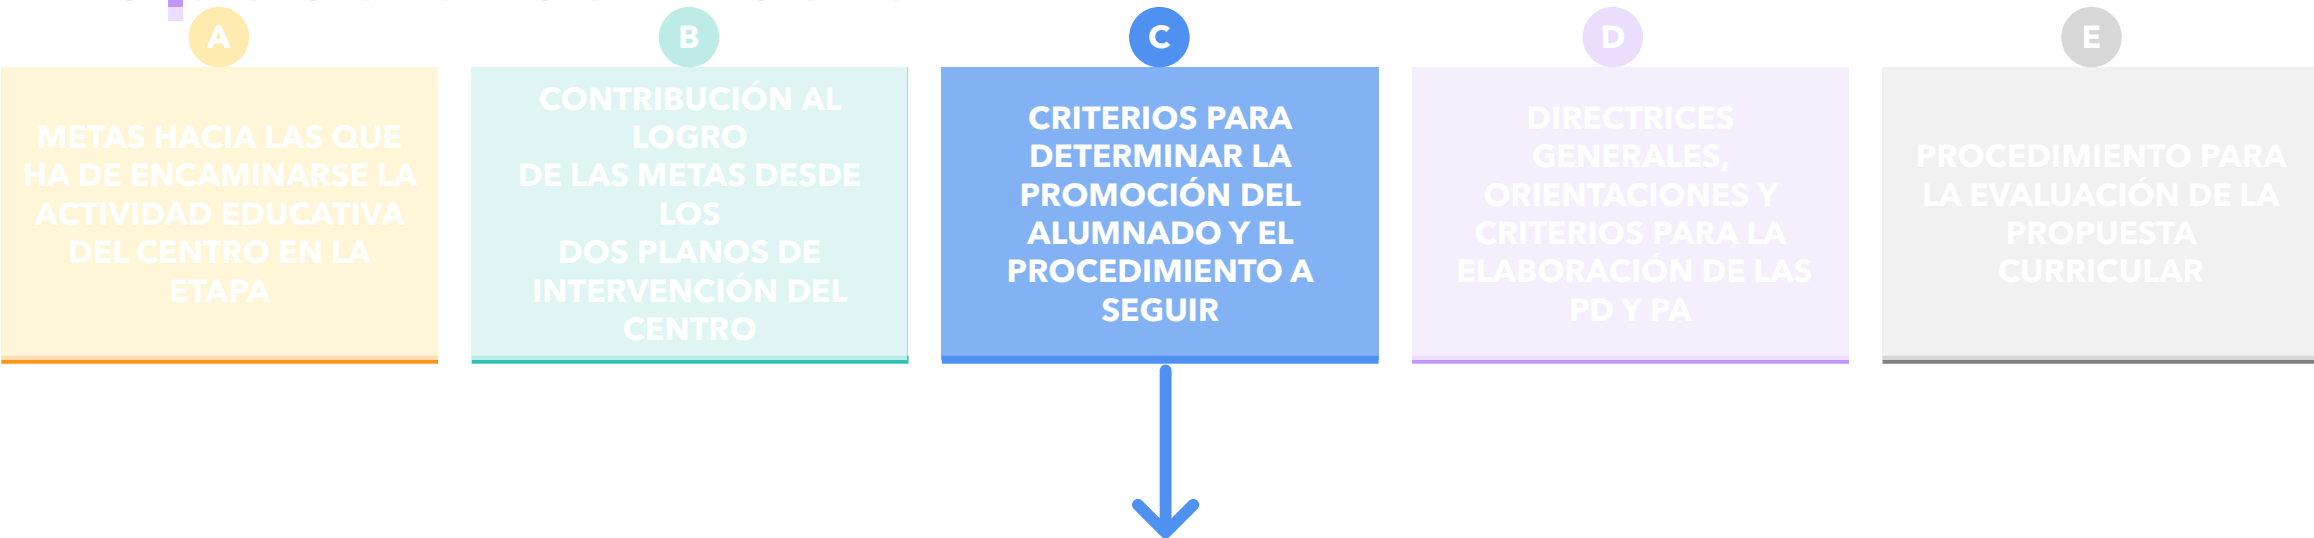 A
METAS HACIA LAS QUE
HA DE ENCAMINARSE LA
ACTIVIDAD EDUCATIVA
DEL CENTRO EN LA
ETAPA
B
CONTRIBUCIÓN AL
LOGRO
DE LAS METAS DESDE
LOS
DOS PLANOS DE
INTERVENCIÓN DEL
CENTRO
C
CRITERIOS PARA
DETERMINAR LA
PROMOCIÓN DEL
ALUMNADO Y EL
PROCEDIMIENTO A
SEGUIR
D
DIRECTRICES
GENERALES,
ORIENTACIONES Y
CRITERIOS PARA LA
ELABORACIÓN DE LAS
PD Y PA
E
PROCEDIMIENTO PARA
LA EVALUACIÓN DE LA
PROPUESTA
CURRICULAR